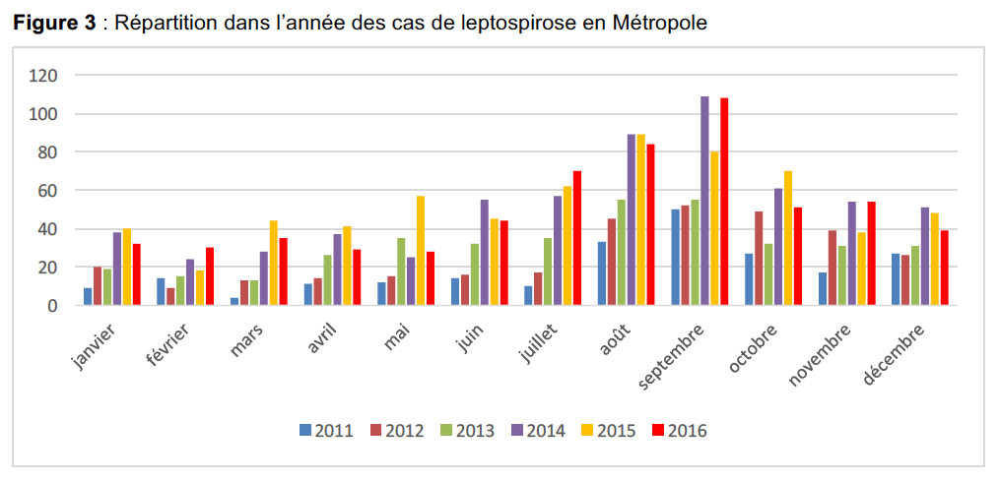 Figure 3 : Répartition dans l’année des cas de leptospirose en Métropole
120
100
80
60
40
20
0
janvier
février
mars
avril
mai
juin
juillet
août
septembre
octobre
novembre
décembre
2011 2012 2013 2014 2015 2016